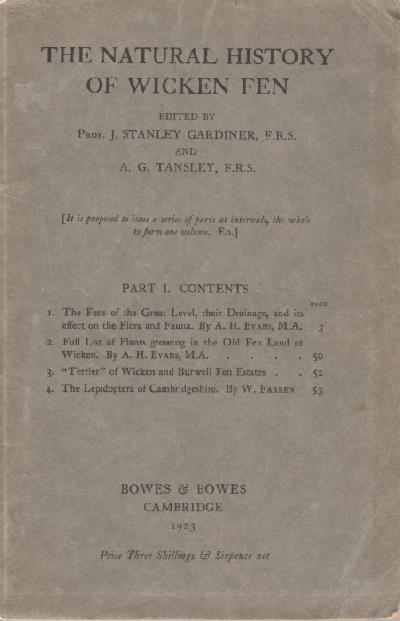 THE NATURAL HISTORY
OF WICKEN FEN
EDITED BY
PROF. J. STANLEY GARDINER, F.R.S.
AND
A. G. TANSLEY, F.R.S.
[It is proposed to issue a series of parts at intervals, the whole
to form one volume. ED.]
PART I. CONTENTS
PAGE
1. The Fens of the Great Level, their Drainage, and its
effect on the Flora and Fauna. By A. H. EVANS, M.A. 3
2. Full List of Plants growing in the Old Fen Land at
Wicken. By A. H. EVANS, M.A. . . . . 50
3. "Terrier" of Wicken and Burwell Fen Estates . . 52
4. The Lepidoptera of Cambridgeshire. By W. FARREN 53
BOWES & BOWES
CAMBRIDGE
1923
Price Three Shillings & Sixpence net